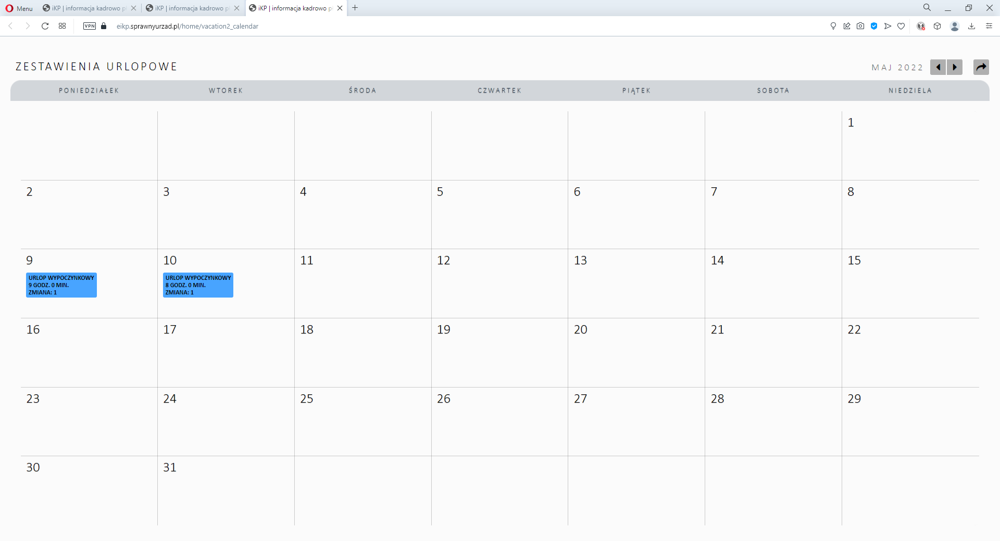 Menu
iKP | informacja kadrowo pł
iKP | informacja kadrowo pł
iKP | informacja kadrowo pł
VPN
eikp.sprawnyurzad.pl/home/vacation2_calendar
ZESTAWIENIA URLOPOWE
MAJ 2022
PONIEDZIAŁEK WTOREK ŚRODA CZWARTEK PIĄTEK SOBOTA NIEDZIELA
1
2 3 4 5 6 7 8
9 10 11 12 13 14 15
URLOP WYPOCZYNKOWY
9 GODZ. 0 MIN.
ZMIANA: 1
URLOP WYPOCZYNKOWY
8 GODZ. 0 MIN.
ZMIANA: 1
16 17 18 19 20 21 22
23 24 25 26 27 28 29
30 31